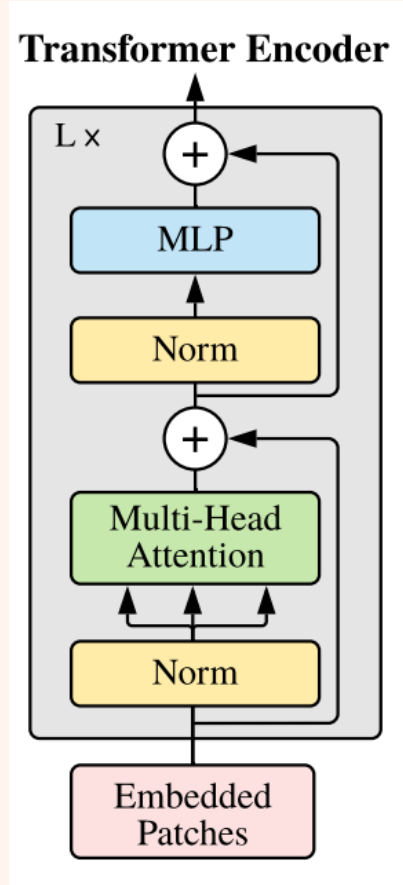 Transformer Encoder
L ×
+
MLP
Norm
+
Multi-Head
Attention
Norm
Embedded
Patches